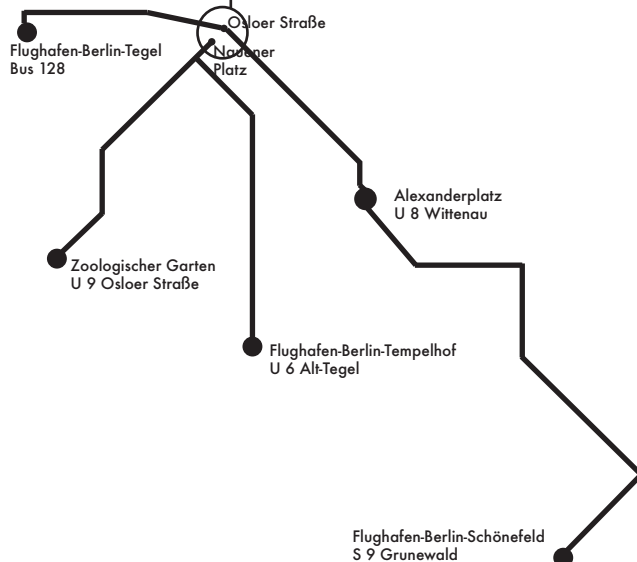 Osloer Straße
Nauener
Platz
Flughafen-Berlin-Tegel
Bus 128
Alexanderplatz
U 8 Wittenau
Zoologischer Garten
U 9 Osloer Straße
Flughafen-Berlin-Tempelhof
U 6 Alt-Tegel
Flughafen-Berlin-Schönefeld
S 9 Grunewald